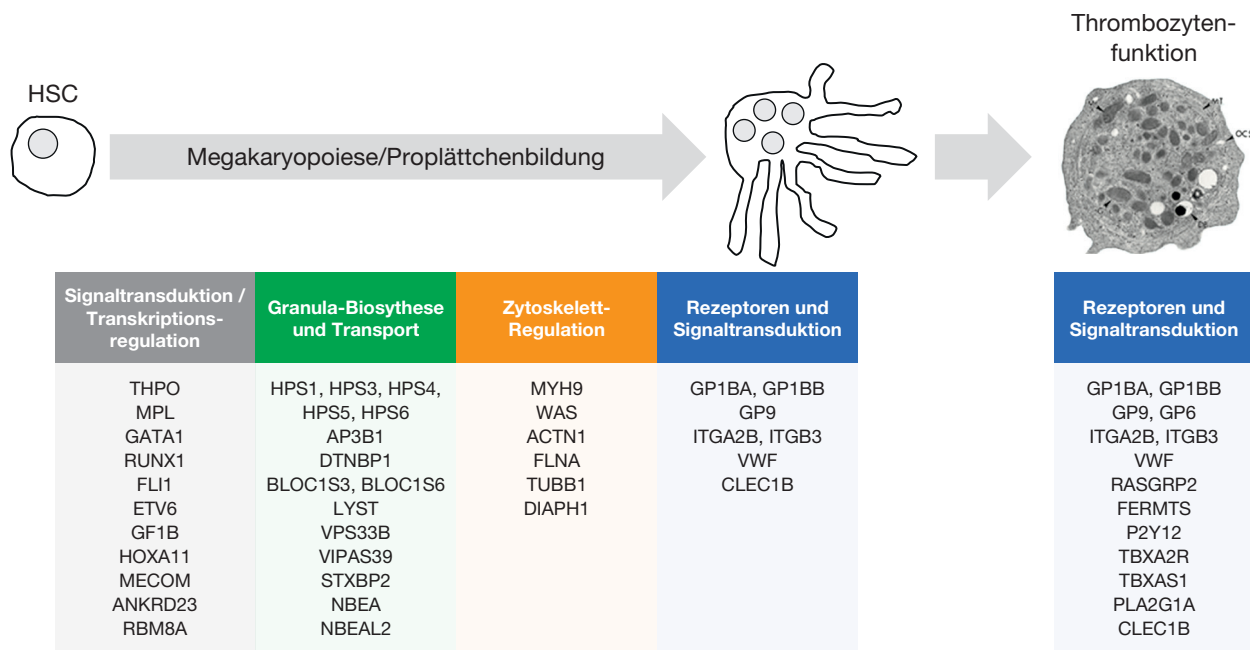 Thrombozyten-
funktion
HSC
Megakaryopoiese/Proplättchenbildung
MT
OCS
Signaltransduktion /
Transkriptions-
regulation
THPO
MPL
GATA1
RUNX1
FLI1
ETV6
GF1B
HOXA11
MECOM
ANKRD23
RBM8A
Granula-Biosythese
und Transport
HPS1, HPS3, HPS4,
HPS5, HPS6
AP3B1
DTNBP1
BLOC1S3, BLOC1S6
LYST
VPS33B
VIPAS39
STXBP2
NBEA
NBEAL2
Zytoskelett-
Regulation
MYH9
WAS
ACTN1
FLNA
TUBB1
DIAPH1
Rezeptoren und
Signaltransduktion
GP1BA, GP1BB
GP9
ITGA2B, ITGB3
VWF
CLEC1B
Rezeptoren und
Signaltransduktion
GP1BA, GP1BB
GP9, GP6
ITGA2B, ITGB3
VWF
RASGRP2
FERMTS
P2Y12
TBXA2R
TBXAS1
PLA2G1A
CLEC1B